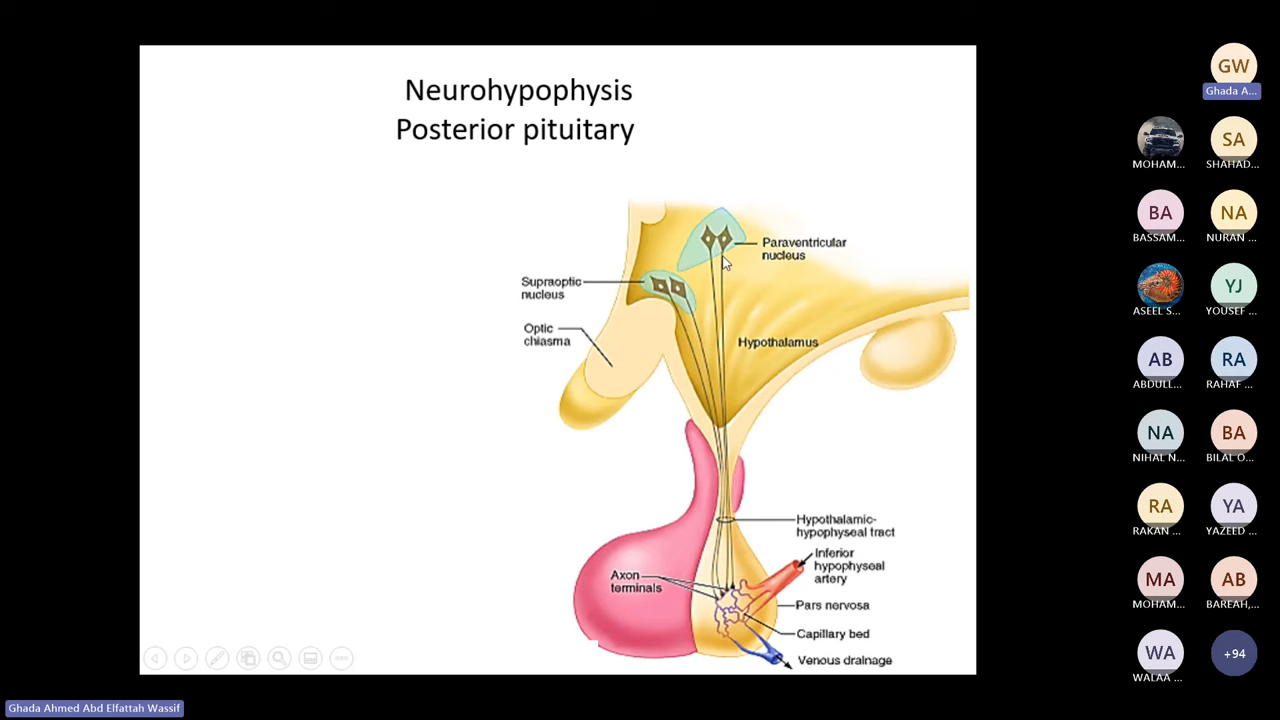 Neurohypophysis
Posterior pituitary
Paraventricular
nucleus
Supraoptic
nucleus
Optic
chiasma
Hypothalamus
Hypothalamic-
hypophyseal tract
Inferior
hypophyseal
artery
Axon
terminals
Pars nervosa
Capillary bed
Venous drainage
GW
Ghada A...
MOHAM...
SA
SHAHAD...
BA
BASSAM...
NA
NURAN ...
ASEEL S...
YJ
YOUSEF ...
AB
ABDULL...
RA
RAHAF ...
NA
NIHAL N...
BA
BILAL O...
RA
RAKAN ...
YA
YAZEED ...
MA
MOHAM...
AB
BAREAH,...
WA
WALAA ...
+94
Ghada Ahmed Abd Elfattah Wassif